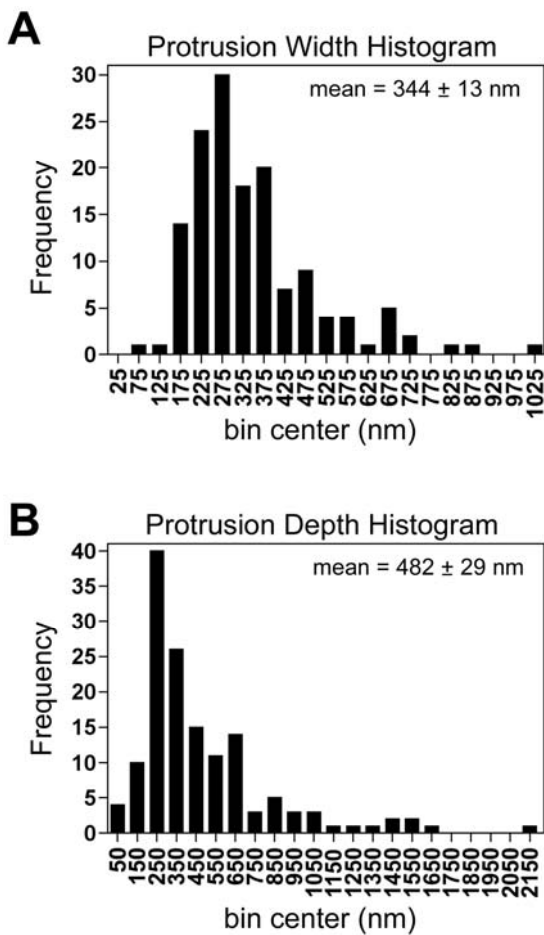 A
Protrusion Width Histogram
mean = 344 ± 13 nm
Frequency
30
25
20
15
10
5
0
25 75 125 175 225 275 325 375 425 475 525 575 625 675 725 775 825 875 925 975 1025
bin center (nm)
B
Protrusion Depth Histogram
mean = 482 ± 29 nm
Frequency
40
35
30
25
20
15
10
5
0
50 150 250 350 450 550 650 750 850 950 1050 1150 1250 1350 1450 1550 1650 1750 1850 1950 2050 2150
bin center (nm)